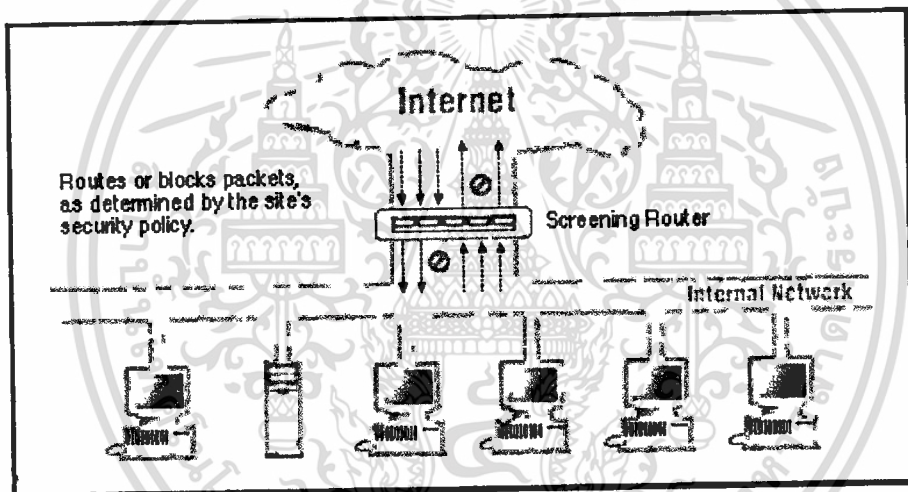 Internet
Routes or blocks packets,
as determined by the site's
security policy.
Screening Router
Internal Network